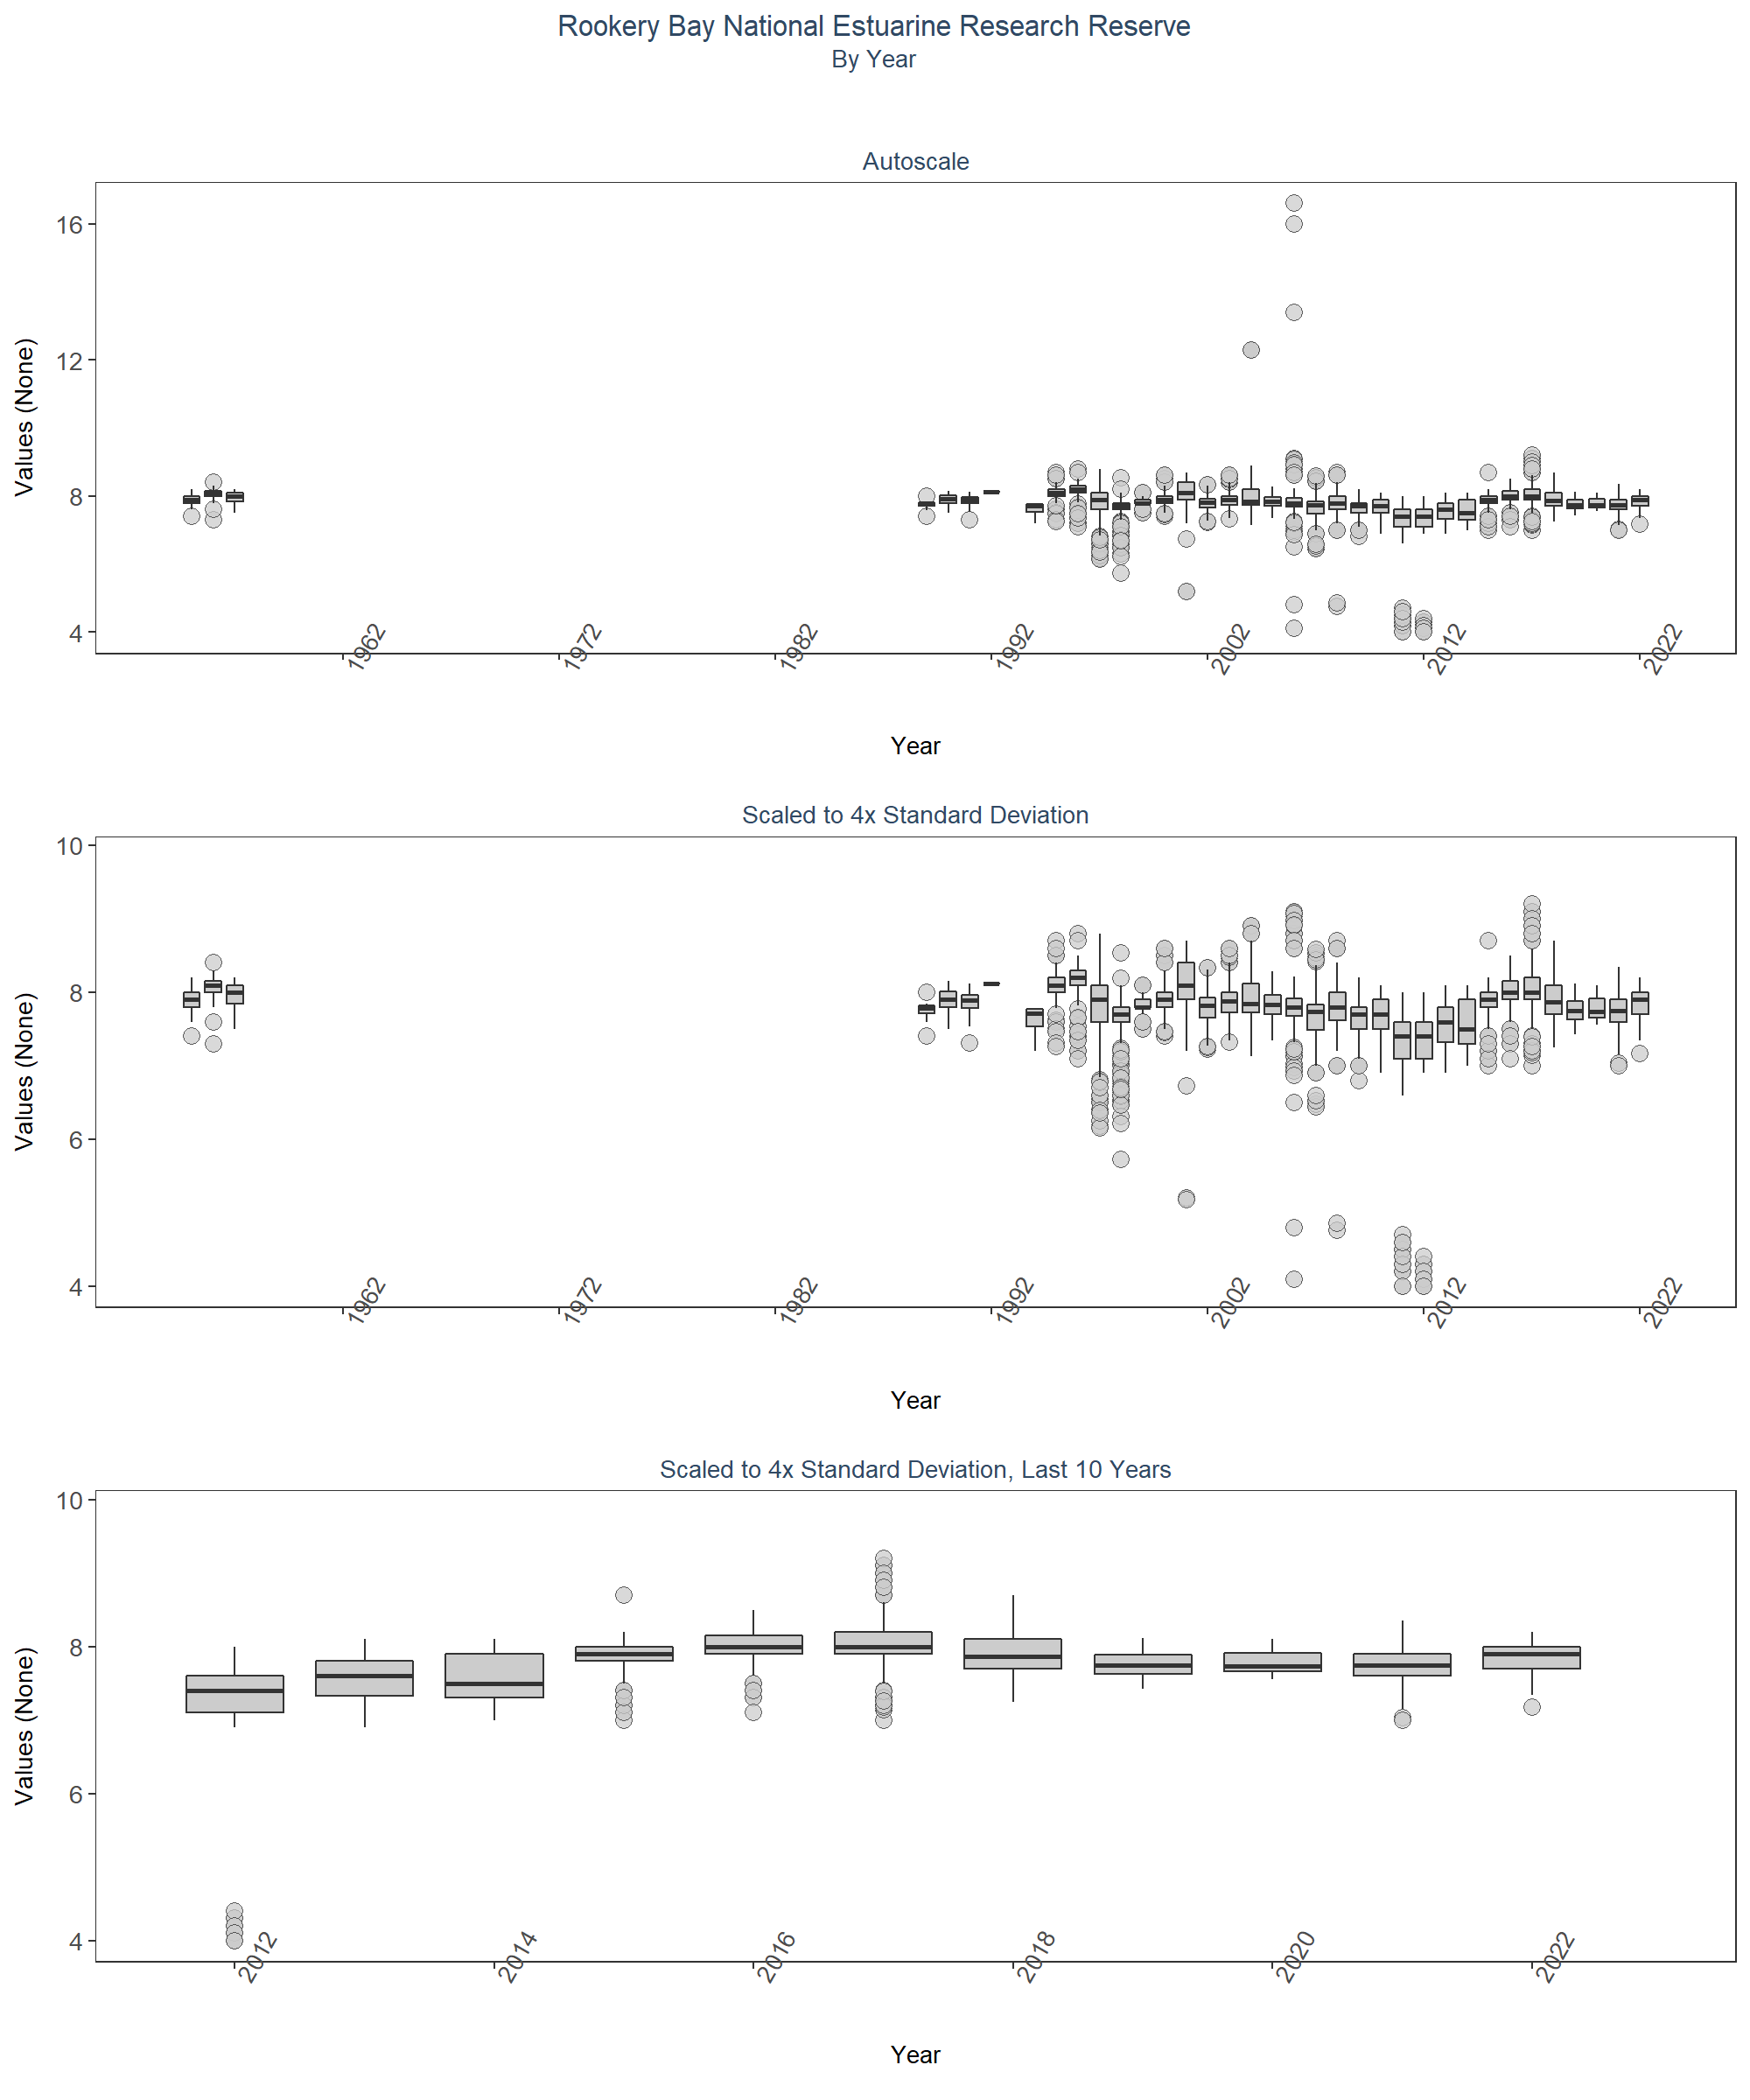 Rookery Bay National Estuarine Research Reserve
By Year
Autoscale
Values (None)
16
12
8
4
1962
1972
1982
1992
2002
2012
2022
Year
Scaled to 4x Standard Deviation
Values (None)
10
8
6
4
1962
1972
1982
1992
2002
2012
2022
Year
Scaled to 4x Standard Deviation, Last 10 Years
Values (None)
10
8
6
4
2012
2014
2016
2018
2020
2022
Year